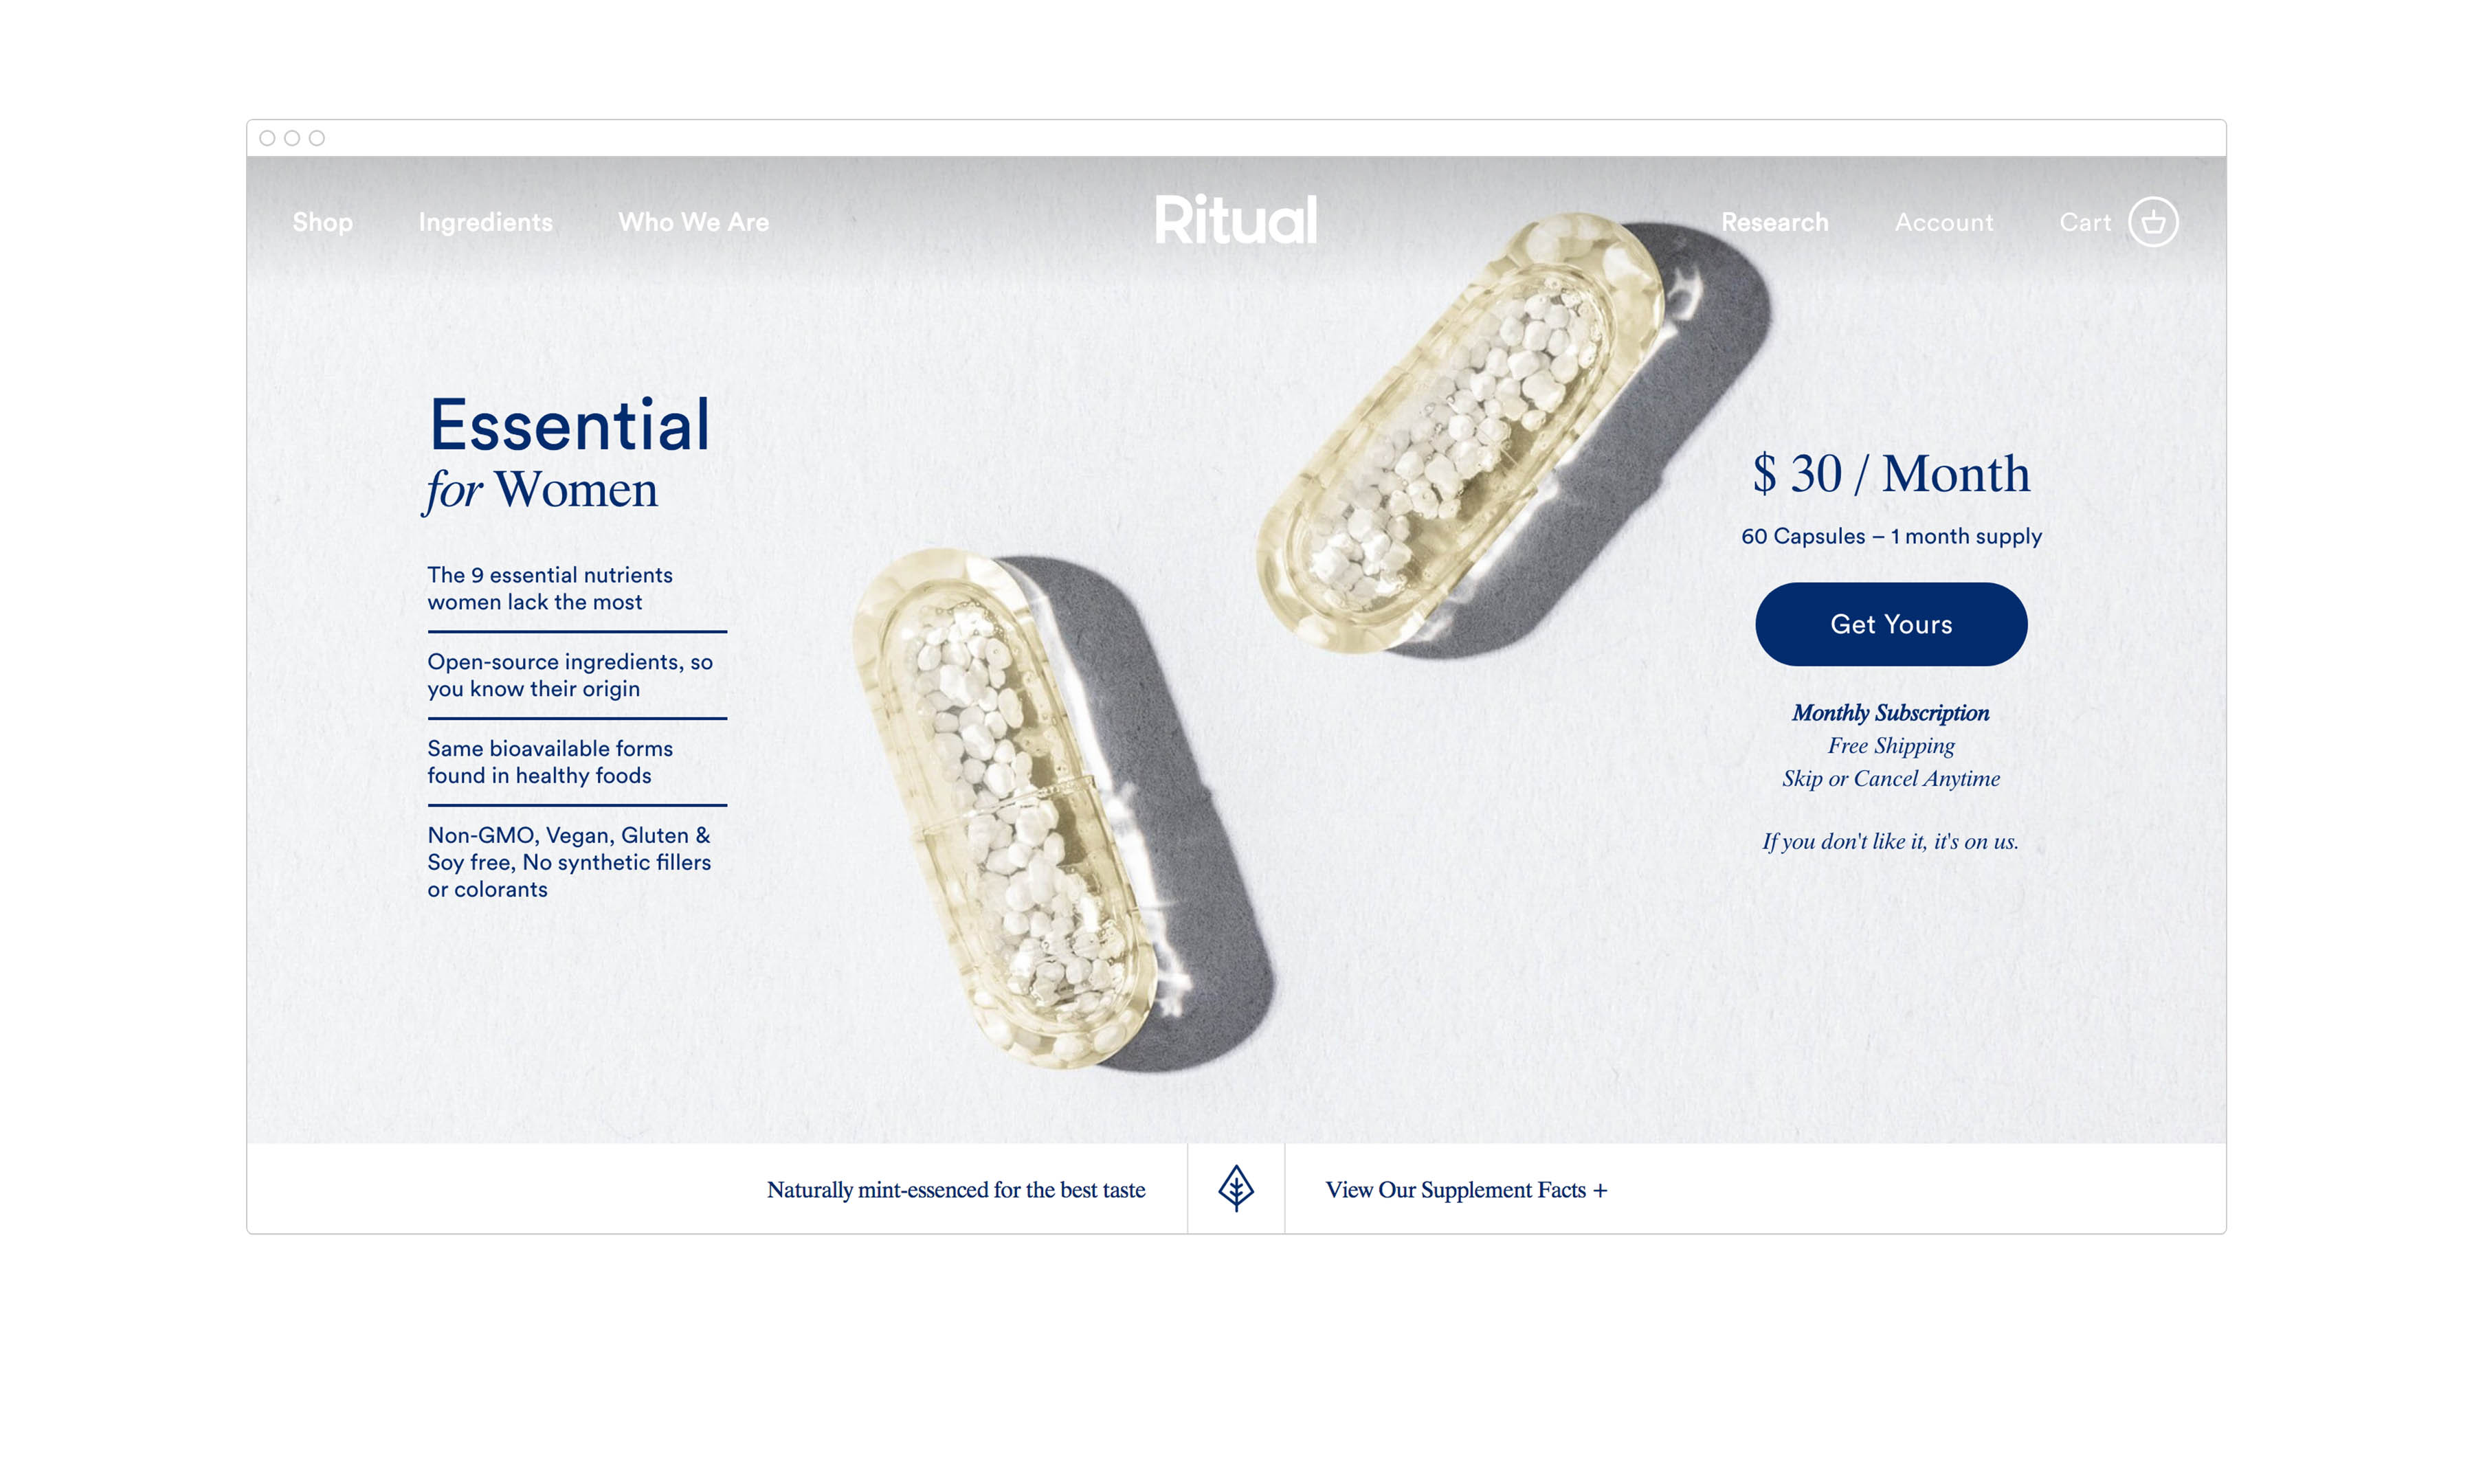 Shop Ingredients Who We Are Ritual Research Account Cart
Essential
for Women
The 9 essential nutrients
women lack the most
Open-source ingredients, so
you know their origin
Same bioavailable forms
found in healthy foods
Non-GMO, Vegan, Gluten &
Soy free, No synthetic fillers
or colorants
$ 30 / Month
60 Capsules – 1 month supply
Get Yours
Monthly Subscription
Free Shipping
Skip or Cancel Anytime
If you don't like it, it's on us.
Naturally mint-essenced for the best taste
View Our Supplement Facts +